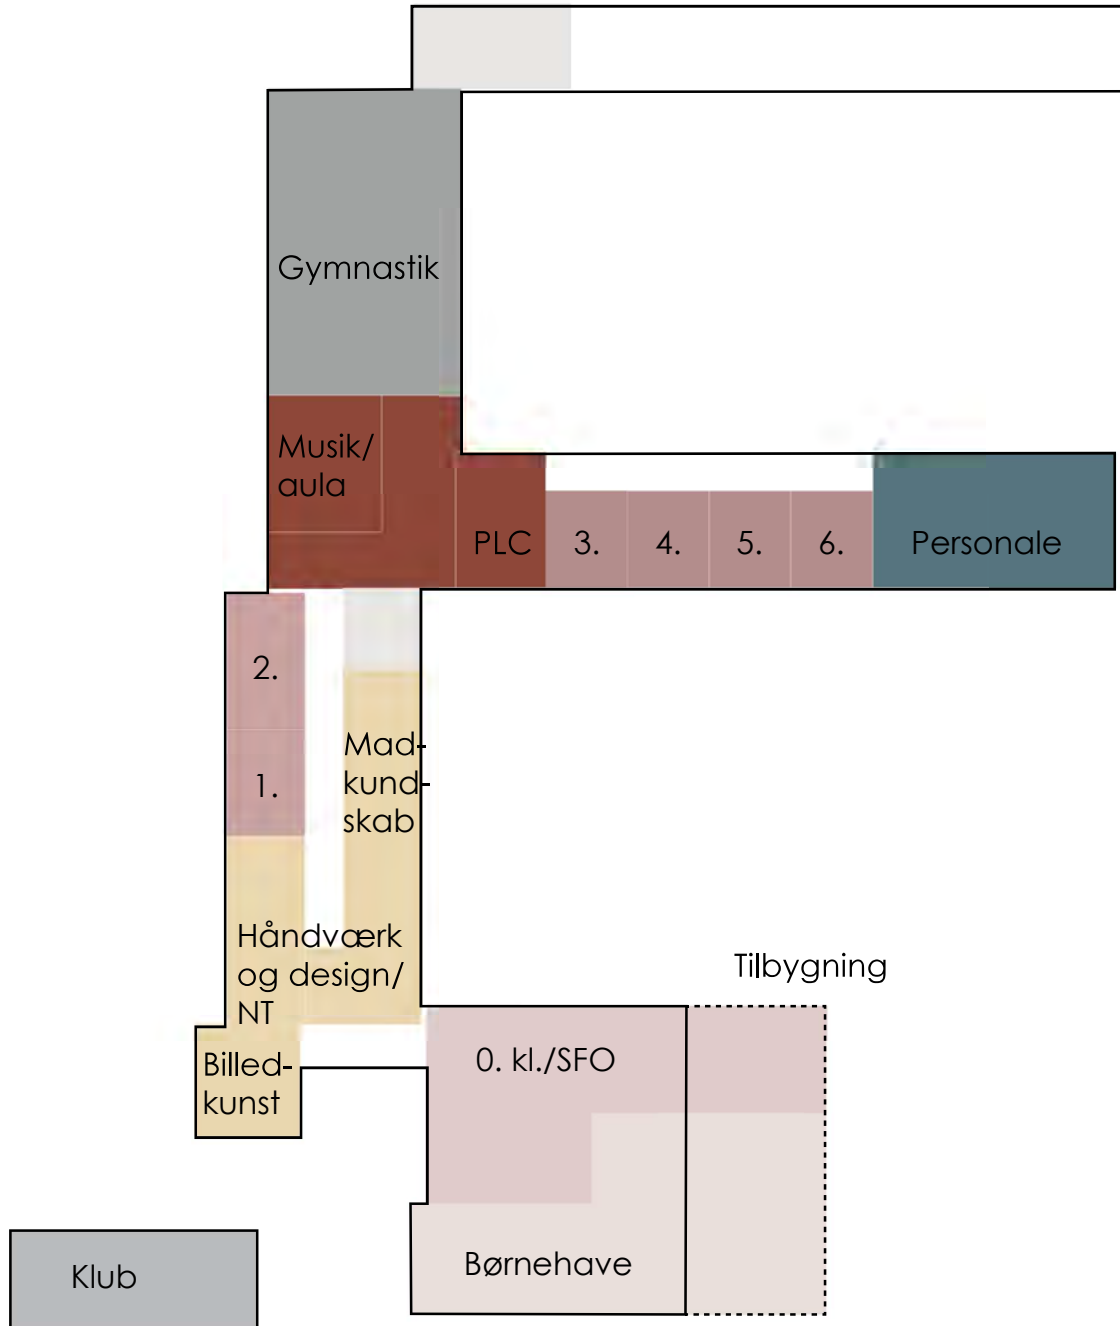 Gymnastik
Musik/
aula
PLC
3.
4.
5.
6.
Personale
2.
1.
Mad-
kund-
skab
Håndværk
og design/
NT
Billed-
kunst
Tilbygning
0. kl./SFO
Børnehave
Klub